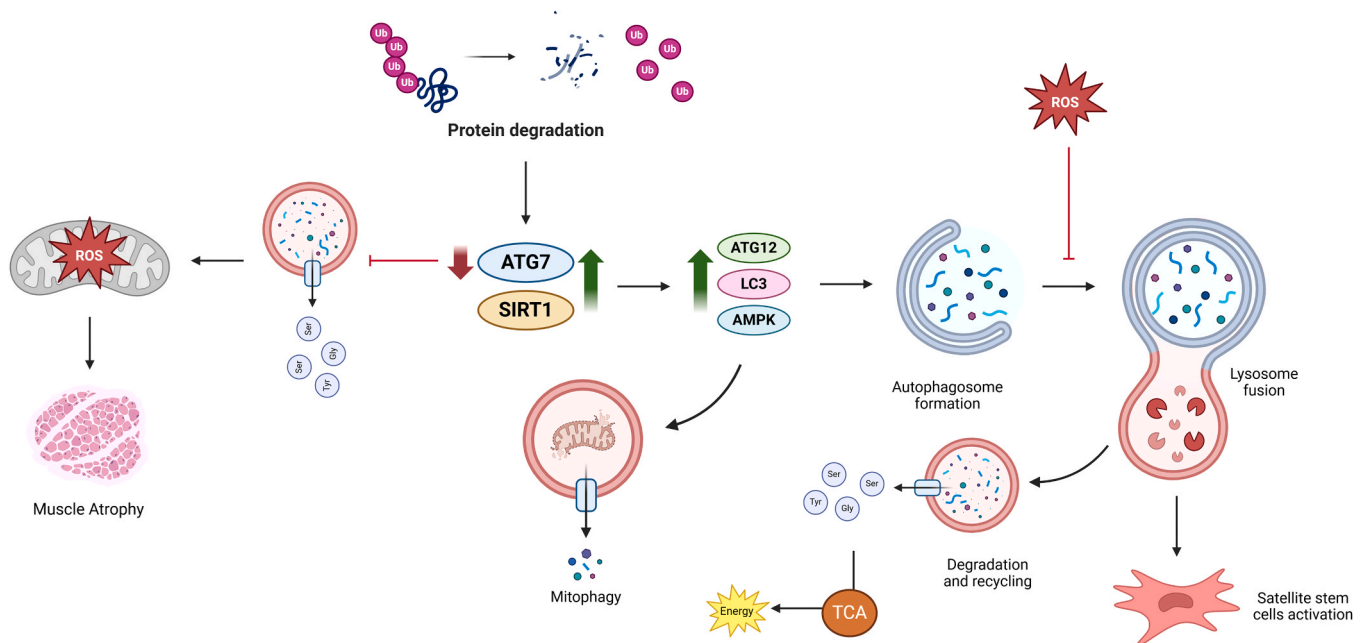 Ub
Ub
Ub
Ub
Ub
Ub
Ub
Ub
Protein degradation
ROS
ROS
ATG7
SIRT1
ATG12
LC3
AMPK
Ser
Ser
Gly
Tyr
Muscle Atrophy
Autophagosome
formation
Lysosome
fusion
Mitophagy
Ser
Ser
Tyr
Gly
Degradation
and recycling
TCA
Energy
Satellite stem
cells activation